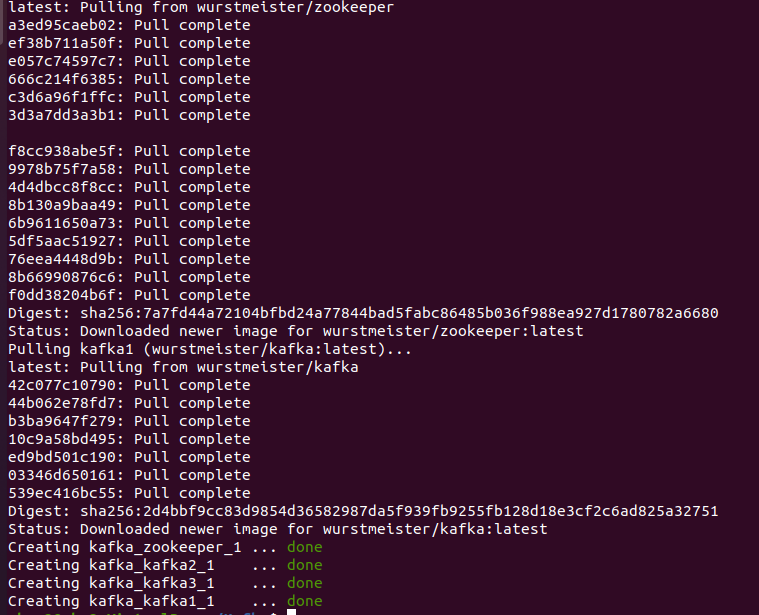 latest: Pulling from wurstmeister/zookeeper
a3ed95caeb02: Pull complete
ef38b711a50f: Pull complete
e057c74597c7: Pull complete
666c214f6385: Pull complete
c3d6a96f1ffc: Pull complete
3d3a7dd3a3b1: Pull complete
f8cc938abe5f: Pull complete
9978b75f7a58: Pull complete
4d4dbcc8f8cc: Pull complete
8b130a9baa49: Pull complete
6b9611650a73: Pull complete
5df5aac51927: Pull complete
76eea4448d9b: Pull complete
8b66990876c6: Pull complete
f0dd38204b6f: Pull complete
Digest: sha256:7a7fd44a72104bfbd24a77844bad5fabc86485b036f988ea927d1780782a6680
Status: Downloaded newer image for wurstmeister/zookeeper:latest
Pulling kafka1 (wurstmeister/kafka:latest)...
latest: Pulling from wurstmeister/kafka
42c077c10790: Pull complete
44b062e78fd7: Pull complete
b3ba9647f279: Pull complete
10c9a58bd495: Pull complete
ed9bd501c190: Pull complete
03346d650161: Pull complete
539ec416bc55: Pull complete
Digest: sha256:2d4bbf9cc83d9854d36582987da5f939fb9255fb128d18e3cf2c6ad825a32751
Status: Downloaded newer image for wurstmeister/kafka:latest
Creating kafka_zookeeper_1 ... done
Creating kafka_kafka2_1    ... done
Creating kafka_kafka3_1    ... done
Creating kafka_kafka1_1    ... done